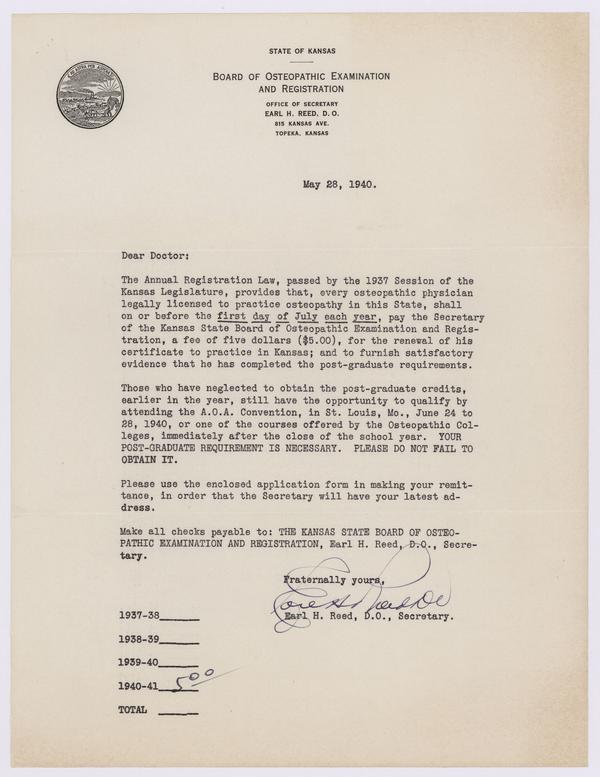 STATE OF KANSAS
BOARD OF OSTEOPATHIC EXAMINATION
AND REGISTRATION
OFFICE OF SECRETARY
EARL H. REED, D. O.
815 KANSAS AVE.
TOPEKA, KANSAS
May 28, 1940.
Dear Doctor:
The Annual Registration Law, passed by the 1937 Session of the
Kansas Legislature, provides that, every osteopathic physician
legally licensed to practice osteopathy in this State, shall
on or before the first day of July each year, pay the Secretary
of the Kansas State Board of Osteopathic Examination and Regis-
tration, a fee of five dollars ($5.00), for the renewal of his
certificate to practice in Kansas; and to furnish satisfactory
evidence that he has completed the post-graduate requirements.
Those who have neglected to obtain the post-graduate credits,
earlier in the year, still have the opportunity to qualify by
attending the A.O.A. Convention, in St. Louis, Mo., June 24 to
28, 1940, or one of the courses offered by the Osteopathic Col-
leges, immediately after the close of the school year. YOUR
POST-GRADUATE REQUIREMENT IS NECESSARY. PLEASE DO NOT FAIL TO
OBTAIN IT.
Please use the enclosed application form in making your remit-
tance, in order that the Secretary will have your latest ad-
dress.
Make all checks payable to: THE KANSAS STATE BOARD OF OSTEO-
PATHIC EXAMINATION AND REGISTRATION, Earl H. Reed, D.O., Secre-
tary.
Fraternally yours,
Earl H Reed DO
Earl H. Reed, D.O., Secretary.
1937-38______
1938-39______
1939-40______
1940-41 5 00
TOTAL ______